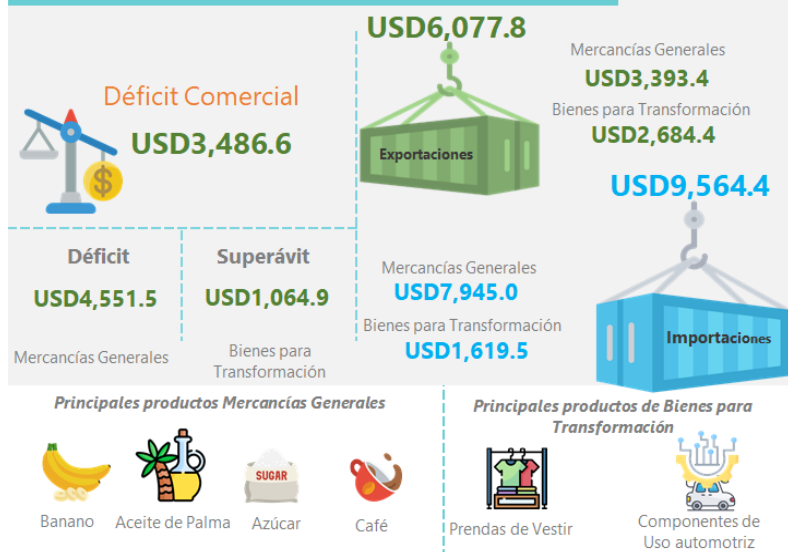 Déficit Comercial
USD3,486.6
USD6,077.8
Exportaciones
Mercancías Generales
USD3,393.4
Bienes para Transformación
USD2,684.4
USD9,564.4
Importaciones
Mercancías Generales
USD7,945.0
Bienes para Transformación
USD1,619.5
Déficit
USD4,551.5
Mercancías Generales
Superávit
USD1,064.9
Bienes para
Transformación
Principales productos Mercancías Generales
Banano
Aceite de Palma
SUGAR
Azúcar
Café
Principales productos de Bienes para
Transformación
Prendas de Vestir
Componentes de
Uso automotriz